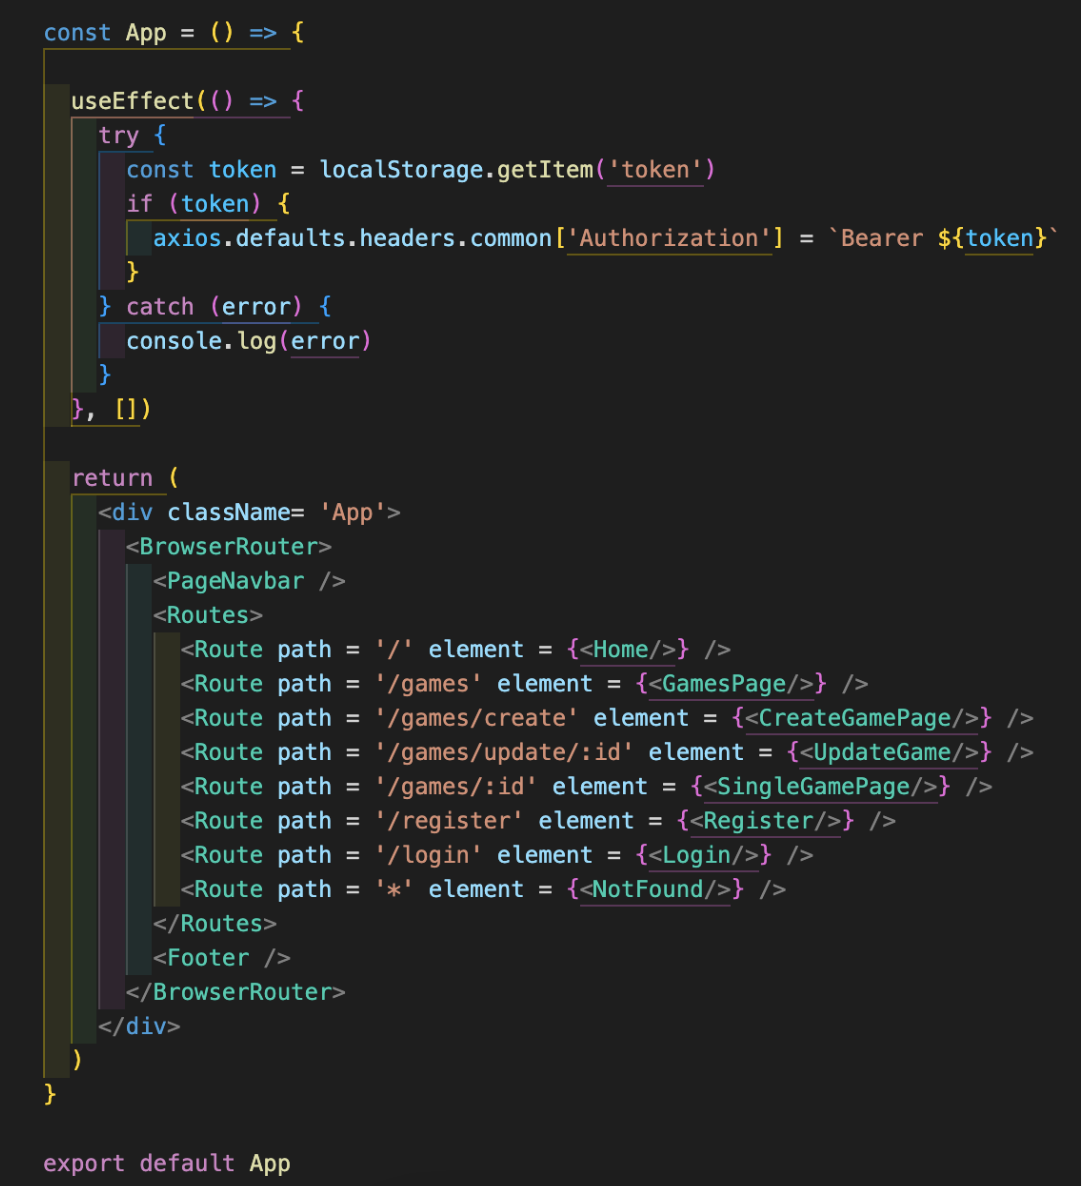 const App = () => {
useEffect(() => {
try {
const token = localStorage.getItem('token')
if (token) {
axios.defaults.headers.common['Authorization'] = `Bearer ${token}`
}
} catch (error) {
console.log(error)
}
}, [])
return (
<div className= 'App'>
<BrowserRouter>
<PageNavbar />
<Routes>
<Route path = '/' element = {<Home/>} />
<Route path = '/games' element = {<GamesPage/>} />
<Route path = '/games/create' element = {<CreateGamePage/>} />
<Route path = '/games/update/:id' element = {<UpdateGame/>} />
<Route path = '/games/:id' element = {<SingleGamePage/>} />
<Route path = '/register' element = {<Register/>} />
<Route path = '/login' element = {<Login/>} />
<Route path = '*' element = {<NotFound/>} />
</Routes>
<Footer />
</BrowserRouter>
</div>
)
}
export default App